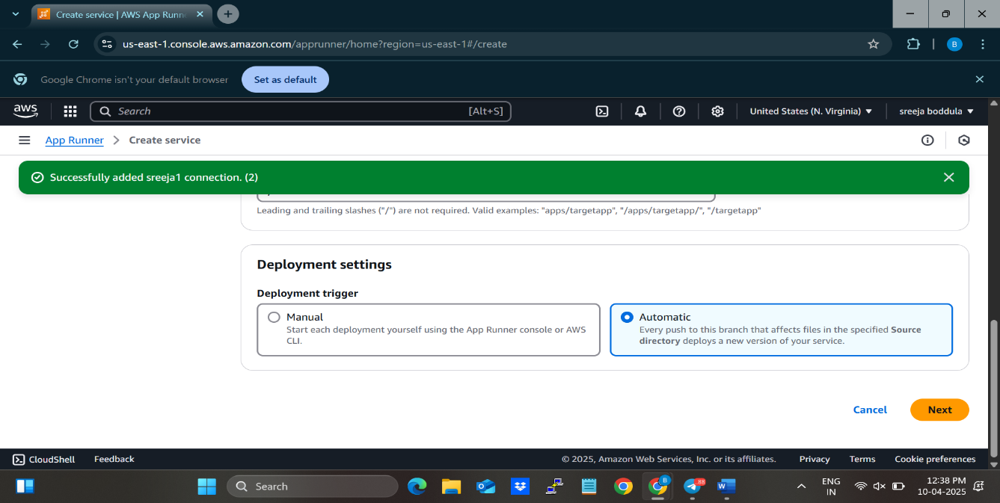 Create service | AWS App Runn
us-east-1.console.aws.amazon.com/apprunner/home?region=us-east-1#/create
B
Google Chrome isn't your default browser
Set as default
aws
Search
[Alt+S]
United States (N. Virginia)
sreeja boddula
App Runner
Create service
Successfully added sreeja1 connection. (2)
Leading and trailing slashes ("/") are not required. Valid examples: "apps/targetapp", "/apps/targetapp/", "/targetapp"
Deployment settings
Deployment trigger
Manual
Start each deployment yourself using the App Runner console or AWS
CLI.
Automatic
Every push to this branch that affects files in the specified Source
directory deploys a new version of your service.
Cancel
Next
CloudShell
Feedback
© 2025, Amazon Web Services, Inc. or its affiliates.
Privacy
Terms
Cookie preferences
Search
B
88
W
ENG
IN
12:38 PM
10-04-2025